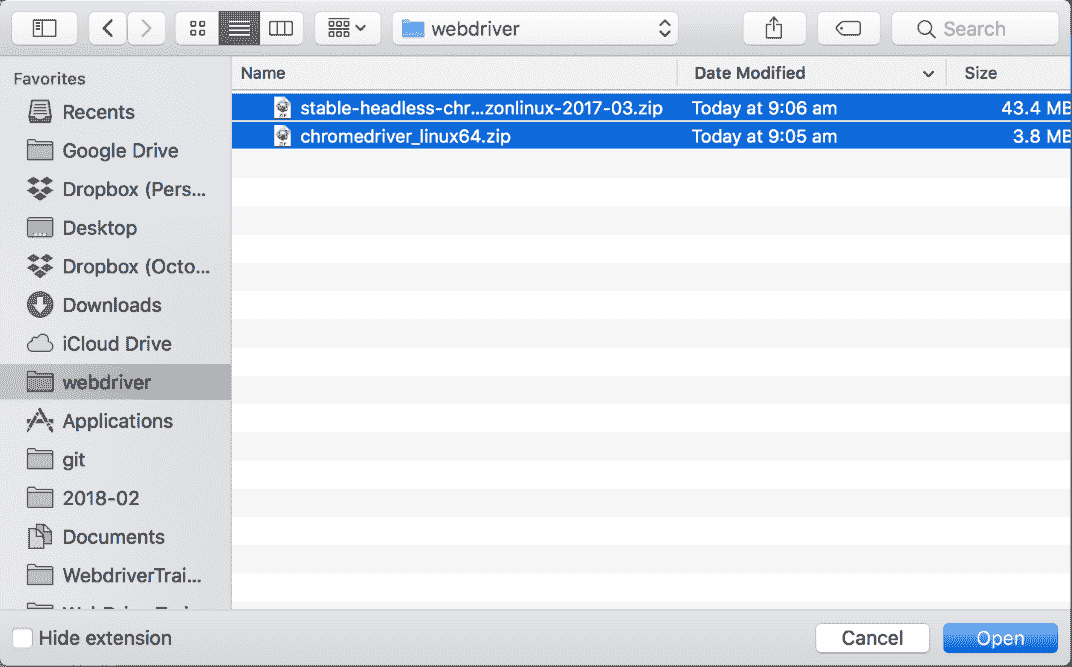 webdriver
Search
Favorites
Recents
Google Drive
Dropbox (Pers...
Desktop
Dropbox (Octo...
Downloads
iCloud Drive
webdriver
Applications
git
2018-02
Documents
WebdriverTrai...
Name Date Modified Size
stable-headless-chr...zonlinux-2017-03.zip Today at 9:06 am 43.4 MB
chromedriver_linux64.zip Today at 9:05 am 3.8 MB
Hide extension Cancel Open